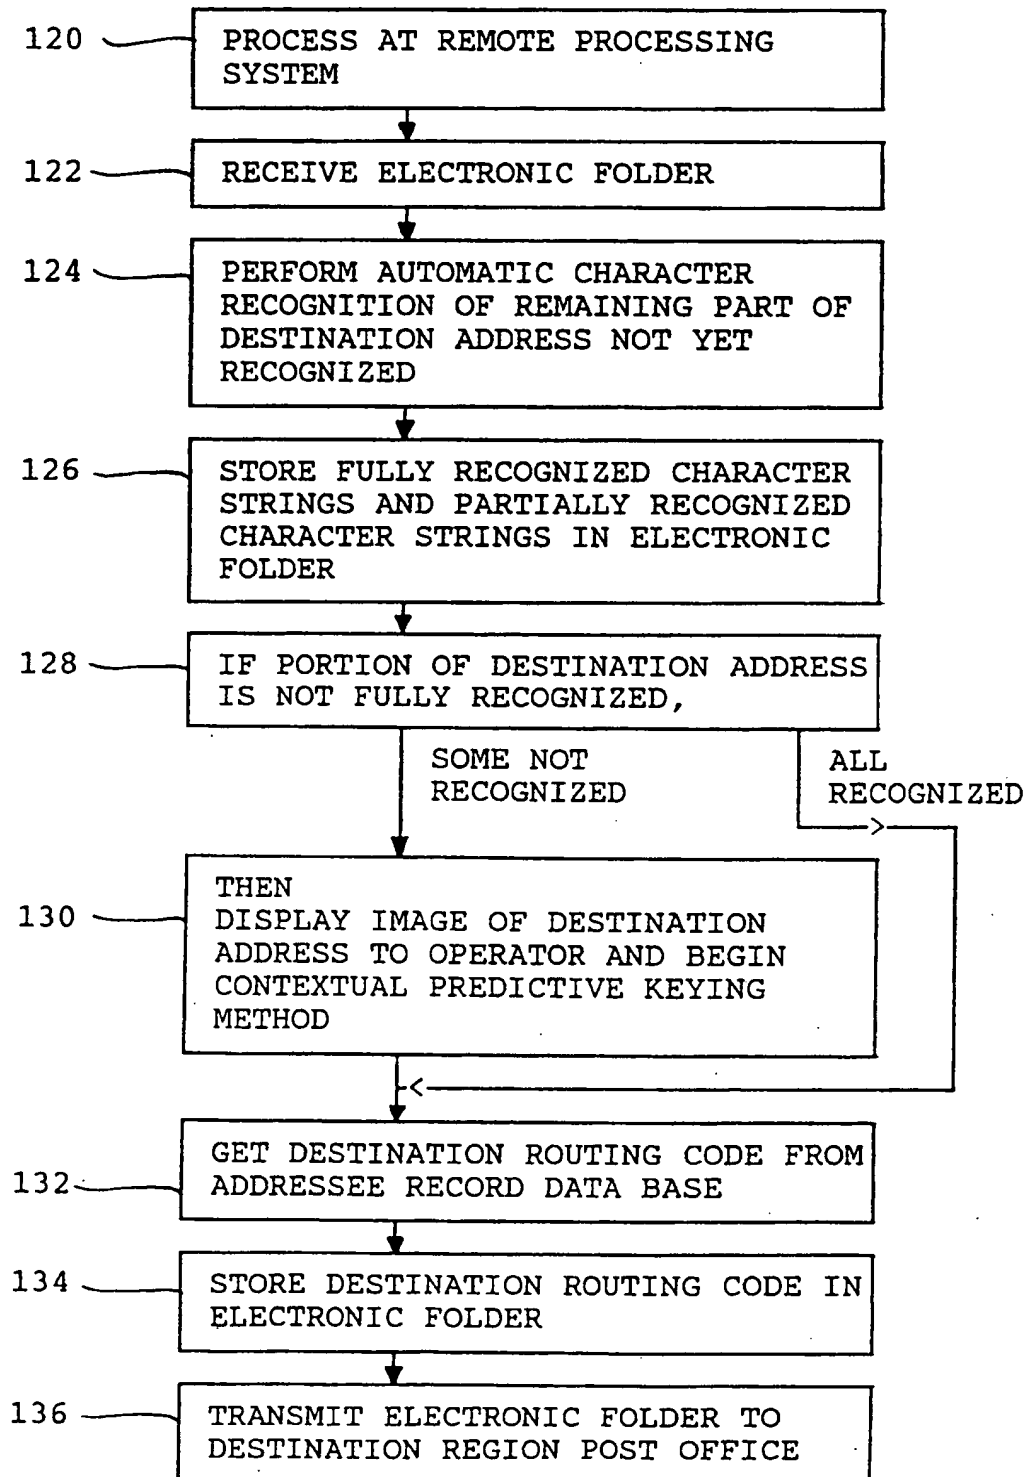 120
PROCESS AT REMOTE PROCESSING
SYSTEM
122
RECEIVE ELECTRONIC FOLDER
124
PERFORM AUTOMATIC CHARACTER
RECOGNITION OF REMAINING PART OF
DESTINATION ADDRESS NOT YET
RECOGNIZED
126
STORE FULLY RECOGNIZED CHARACTER
STRINGS AND PARTIALLY RECOGNIZED
CHARACTER STRINGS IN ELECTRONIC
FOLDER
128
IF PORTION OF DESTINATION ADDRESS
IS NOT FULLY RECOGNIZED,
SOME NOT
RECOGNIZED
ALL
RECOGNIZED
130
THEN
DISPLAY IMAGE OF DESTINATION
ADDRESS TO OPERATOR AND BEGIN
CONTEXTUAL PREDICTIVE KEYING
METHOD
132
GET DESTINATION ROUTING CODE FROM
ADDRESSEE RECORD DATA BASE
134
STORE DESTINATION ROUTING CODE IN
ELECTRONIC FOLDER
136
TRANSMIT ELECTRONIC FOLDER TO
DESTINATION REGION POST OFFICE